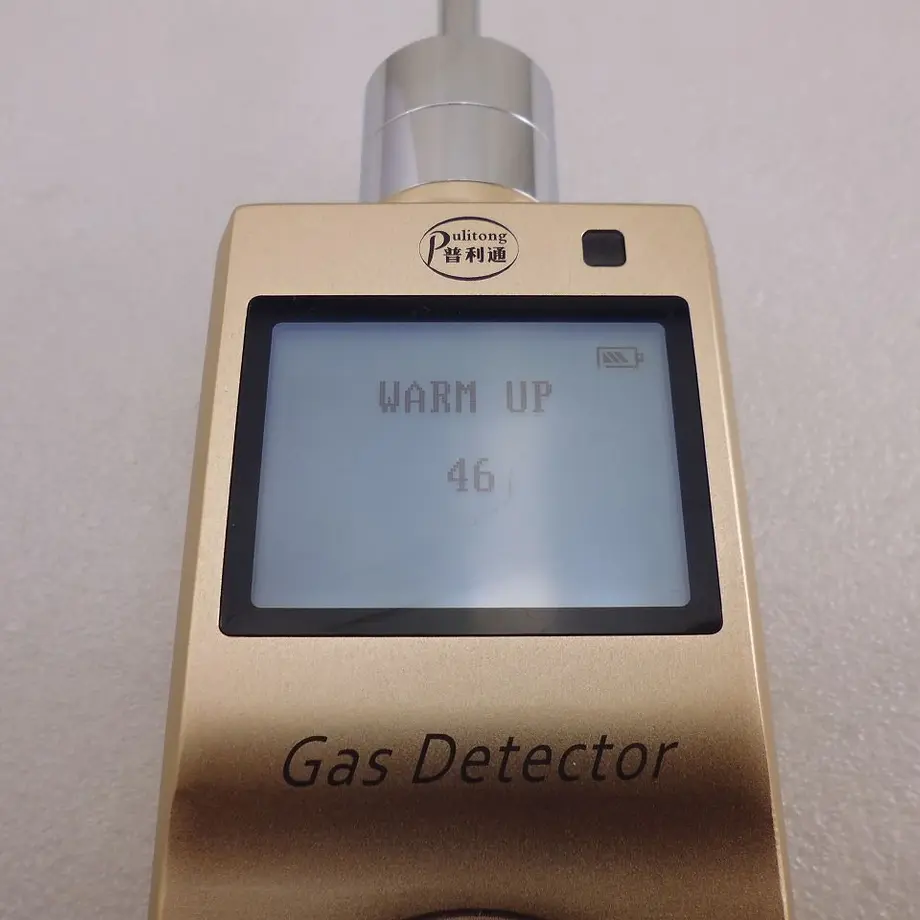 Pulitong
普利通
WARM UP
46
Gas Detector